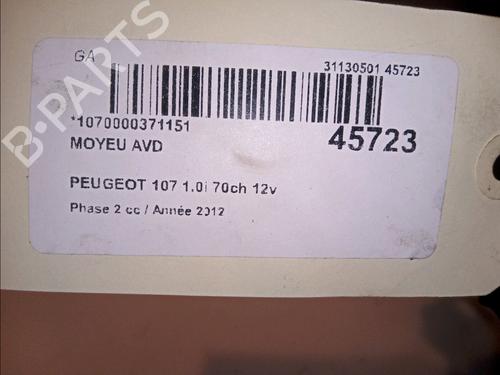 GA 31130501 45723
*1070000371151 45723
MOYEU AVD
PEUGEOT 107 1.0i 70ch 12v
Phase 2 cc / Année 2012
B-PARTS